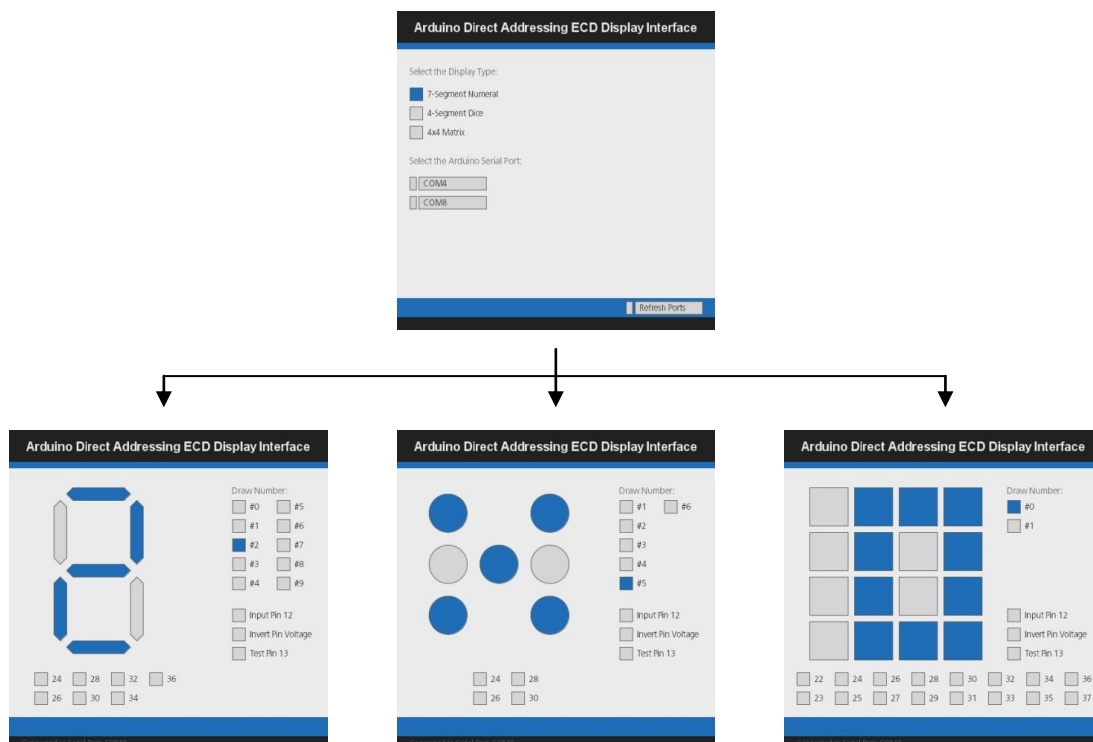 Arduino Direct Addressing ECD Display Interface
Select the Display Type:
7-Segment Numeral
4-Segment Dice
4x4 Matrix
Select the Arduino Serial Port:
COM4
COM8
Refresh Ports
Arduino Direct Addressing ECD Display Interface
Draw Number:
#0 #5
#1 #6
#2 #7
#3 #8
#4 #9
Input Pin 12
Invert Pin Voltage
Test Pin 13
24 28 32 36
26 30 34
Arduino Direct Addressing ECD Display Interface
Draw Number:
#1 #6
#2
#3
#4
#5
Input Pin 12
Invert Pin Voltage
Test Pin 13
24 28
26 30
Arduino Direct Addressing ECD Display Interface
Draw Number:
#0
#1
Input Pin 12
Invert Pin Voltage
Test Pin 13
22 24 26 28 30 32 34 36
23 25 27 29 31 33 35 37